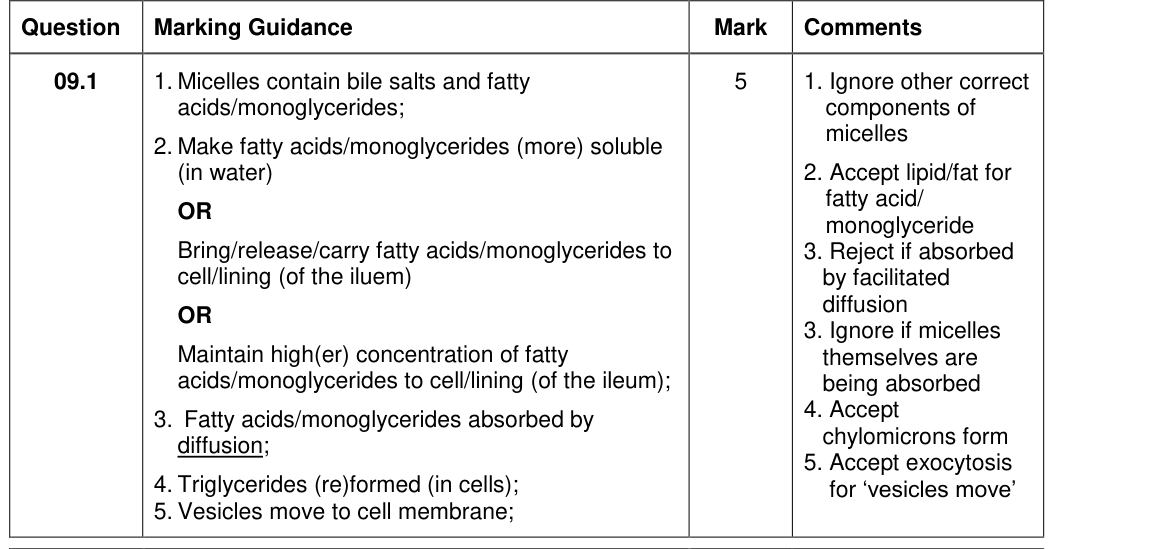 Question Marking Guidance Mark Comments
09.1 1. Micelles contain bile salts and fatty
acids/monoglycerides;
2. Make fatty acids/monoglycerides (more) soluble
(in water)
OR
Bring/release/carry fatty acids/monoglycerides to
cell/lining (of the iluem)
OR
Maintain high(er) concentration of fatty
acids/monoglycerides to cell/lining (of the ileum);
3. Fatty acids/monoglycerides absorbed by
diffusion;
4. Triglycerides (re)formed (in cells);
5. Vesicles move to cell membrane;
5
1. Ignore other correct
components of
micelles
2. Accept lipid/fat for
fatty acid/
monoglyceride
3. Reject if absorbed
by facilitated
diffusion
3. Ignore if micelles
themselves are
being absorbed
4. Accept
chylomicrons form
5. Accept exocytosis
for ‘vesicles move’